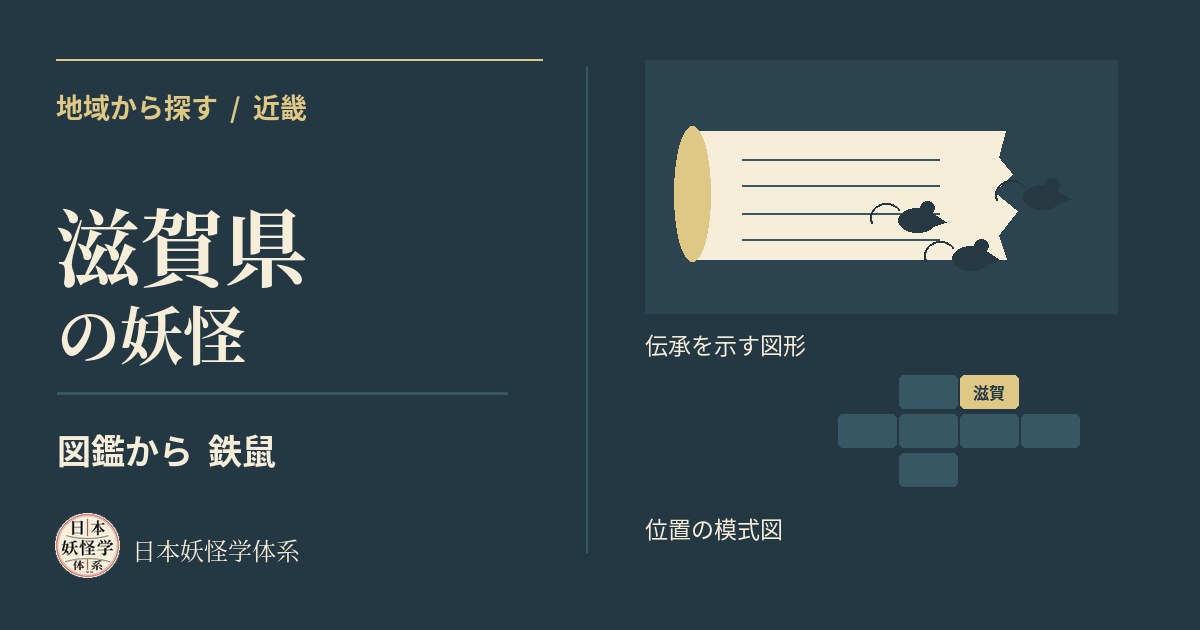 地域から探す / 近畿
滋賀県
の妖怪
図鑑から 鉄鼠
日本
妖怪学
体系
日本妖怪学体系
伝承を示す図形
滋賀
位置の模式図